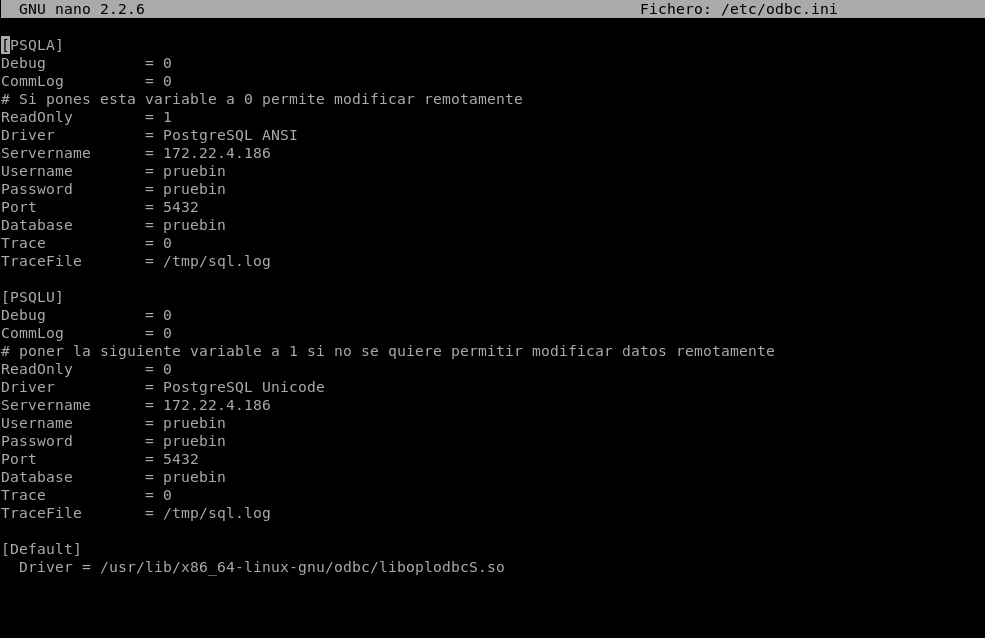 GNU nano 2.2.6 Fichero: /etc/odbc.ini
[PSQLA]
Debug = 0
CommLog = 0
# Si pones esta variable a 0 permite modificar remotamente
ReadOnly = 1
Driver = PostgreSQL ANSI
Servername = 172.22.4.186
Username = pruebin
Password = pruebin
Port = 5432
Database = pruebin
Trace = 0
TraceFile = /tmp/sql.log
[PSQLU]
Debug = 0
CommLog = 0
# poner la siguiente variable a 1 si no se quiere permitir modificar datos remotamente
ReadOnly = 0
Driver = PostgreSQL Unicode
Servername = 172.22.4.186
Username = pruebin
Password = pruebin
Port = 5432
Database = pruebin
Trace = 0
TraceFile = /tmp/sql.log
[Default]
Driver = /usr/lib/x86_64-linux-gnu/odbc/liboplodbcS.so